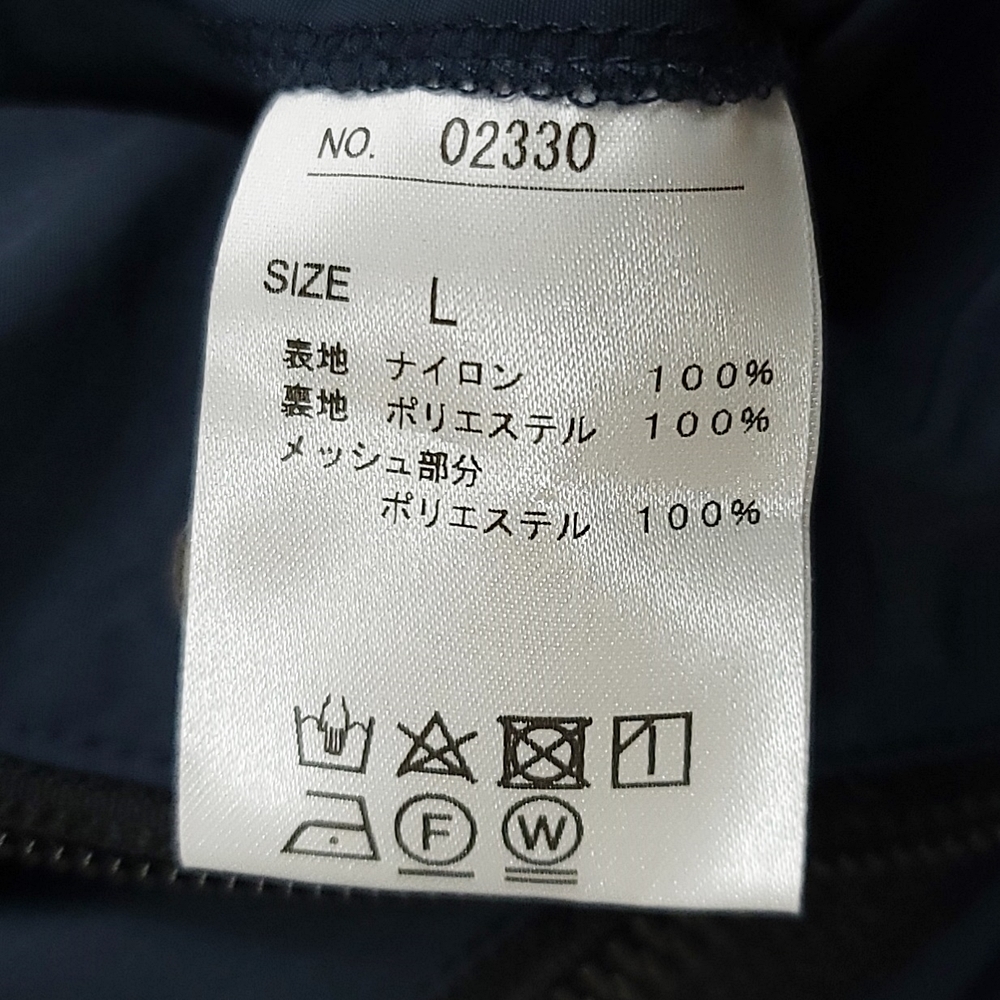 NO. 02330
SIZE L
表地 ナイロン 100%
裏地 ポリエステル 100%
メッシュ部分
ポリエステル 100%
F W